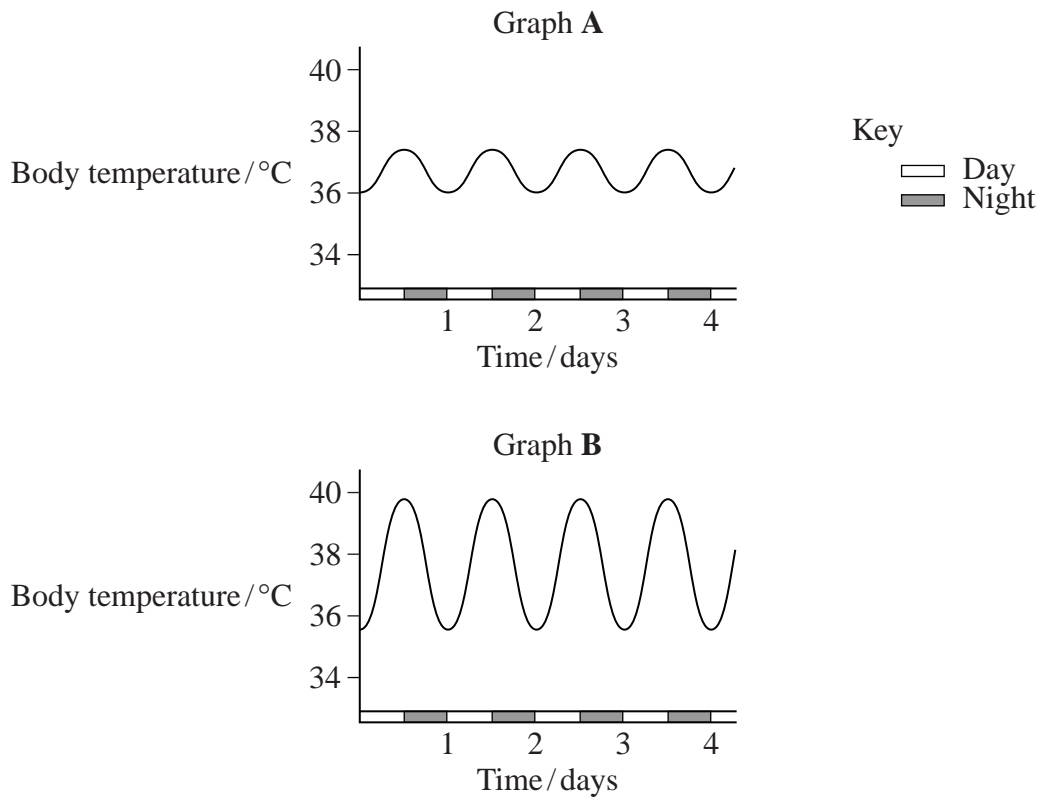 Graph A
40
38
Body temperature / °C
36
34
1 2 3 4
Time / days
Key
Day
Night
Graph B
40
38
Body temperature / °C
36
34
1 2 3 4
Time / days